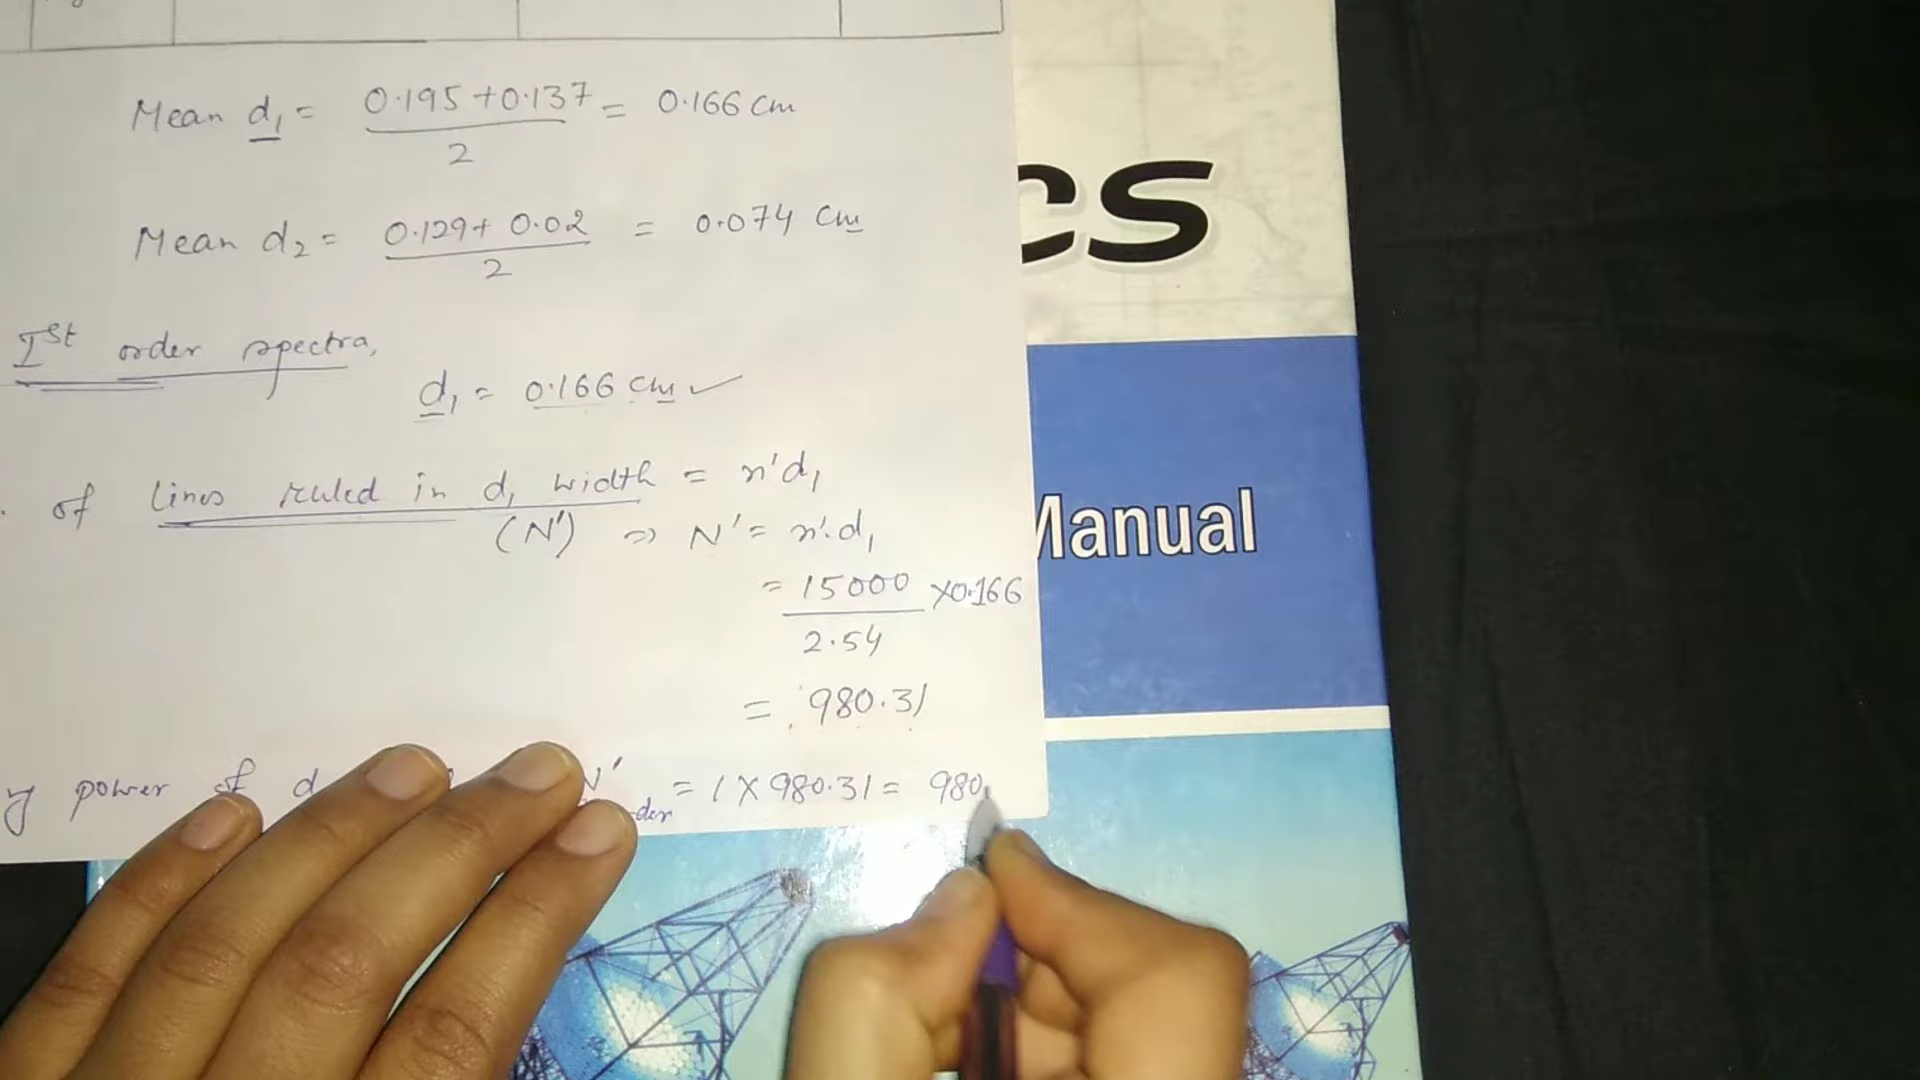 Mean d₁ = 0.195+0.137 / 2 = 0.166 cm
Mean d₂ = 0.129+ 0.02 / 2 = 0.074 cm
Iˢᵗ order spectra,
d₁ = 0.166 cm ✓
of lines ruled in d₁ width = n'd₁
(N') ⇒ N' = n'.d₁
= 15000 / 2.54 ×0.166
= 980.31
power of d N' = 1 × 980.31 = 980.
cs
Manual